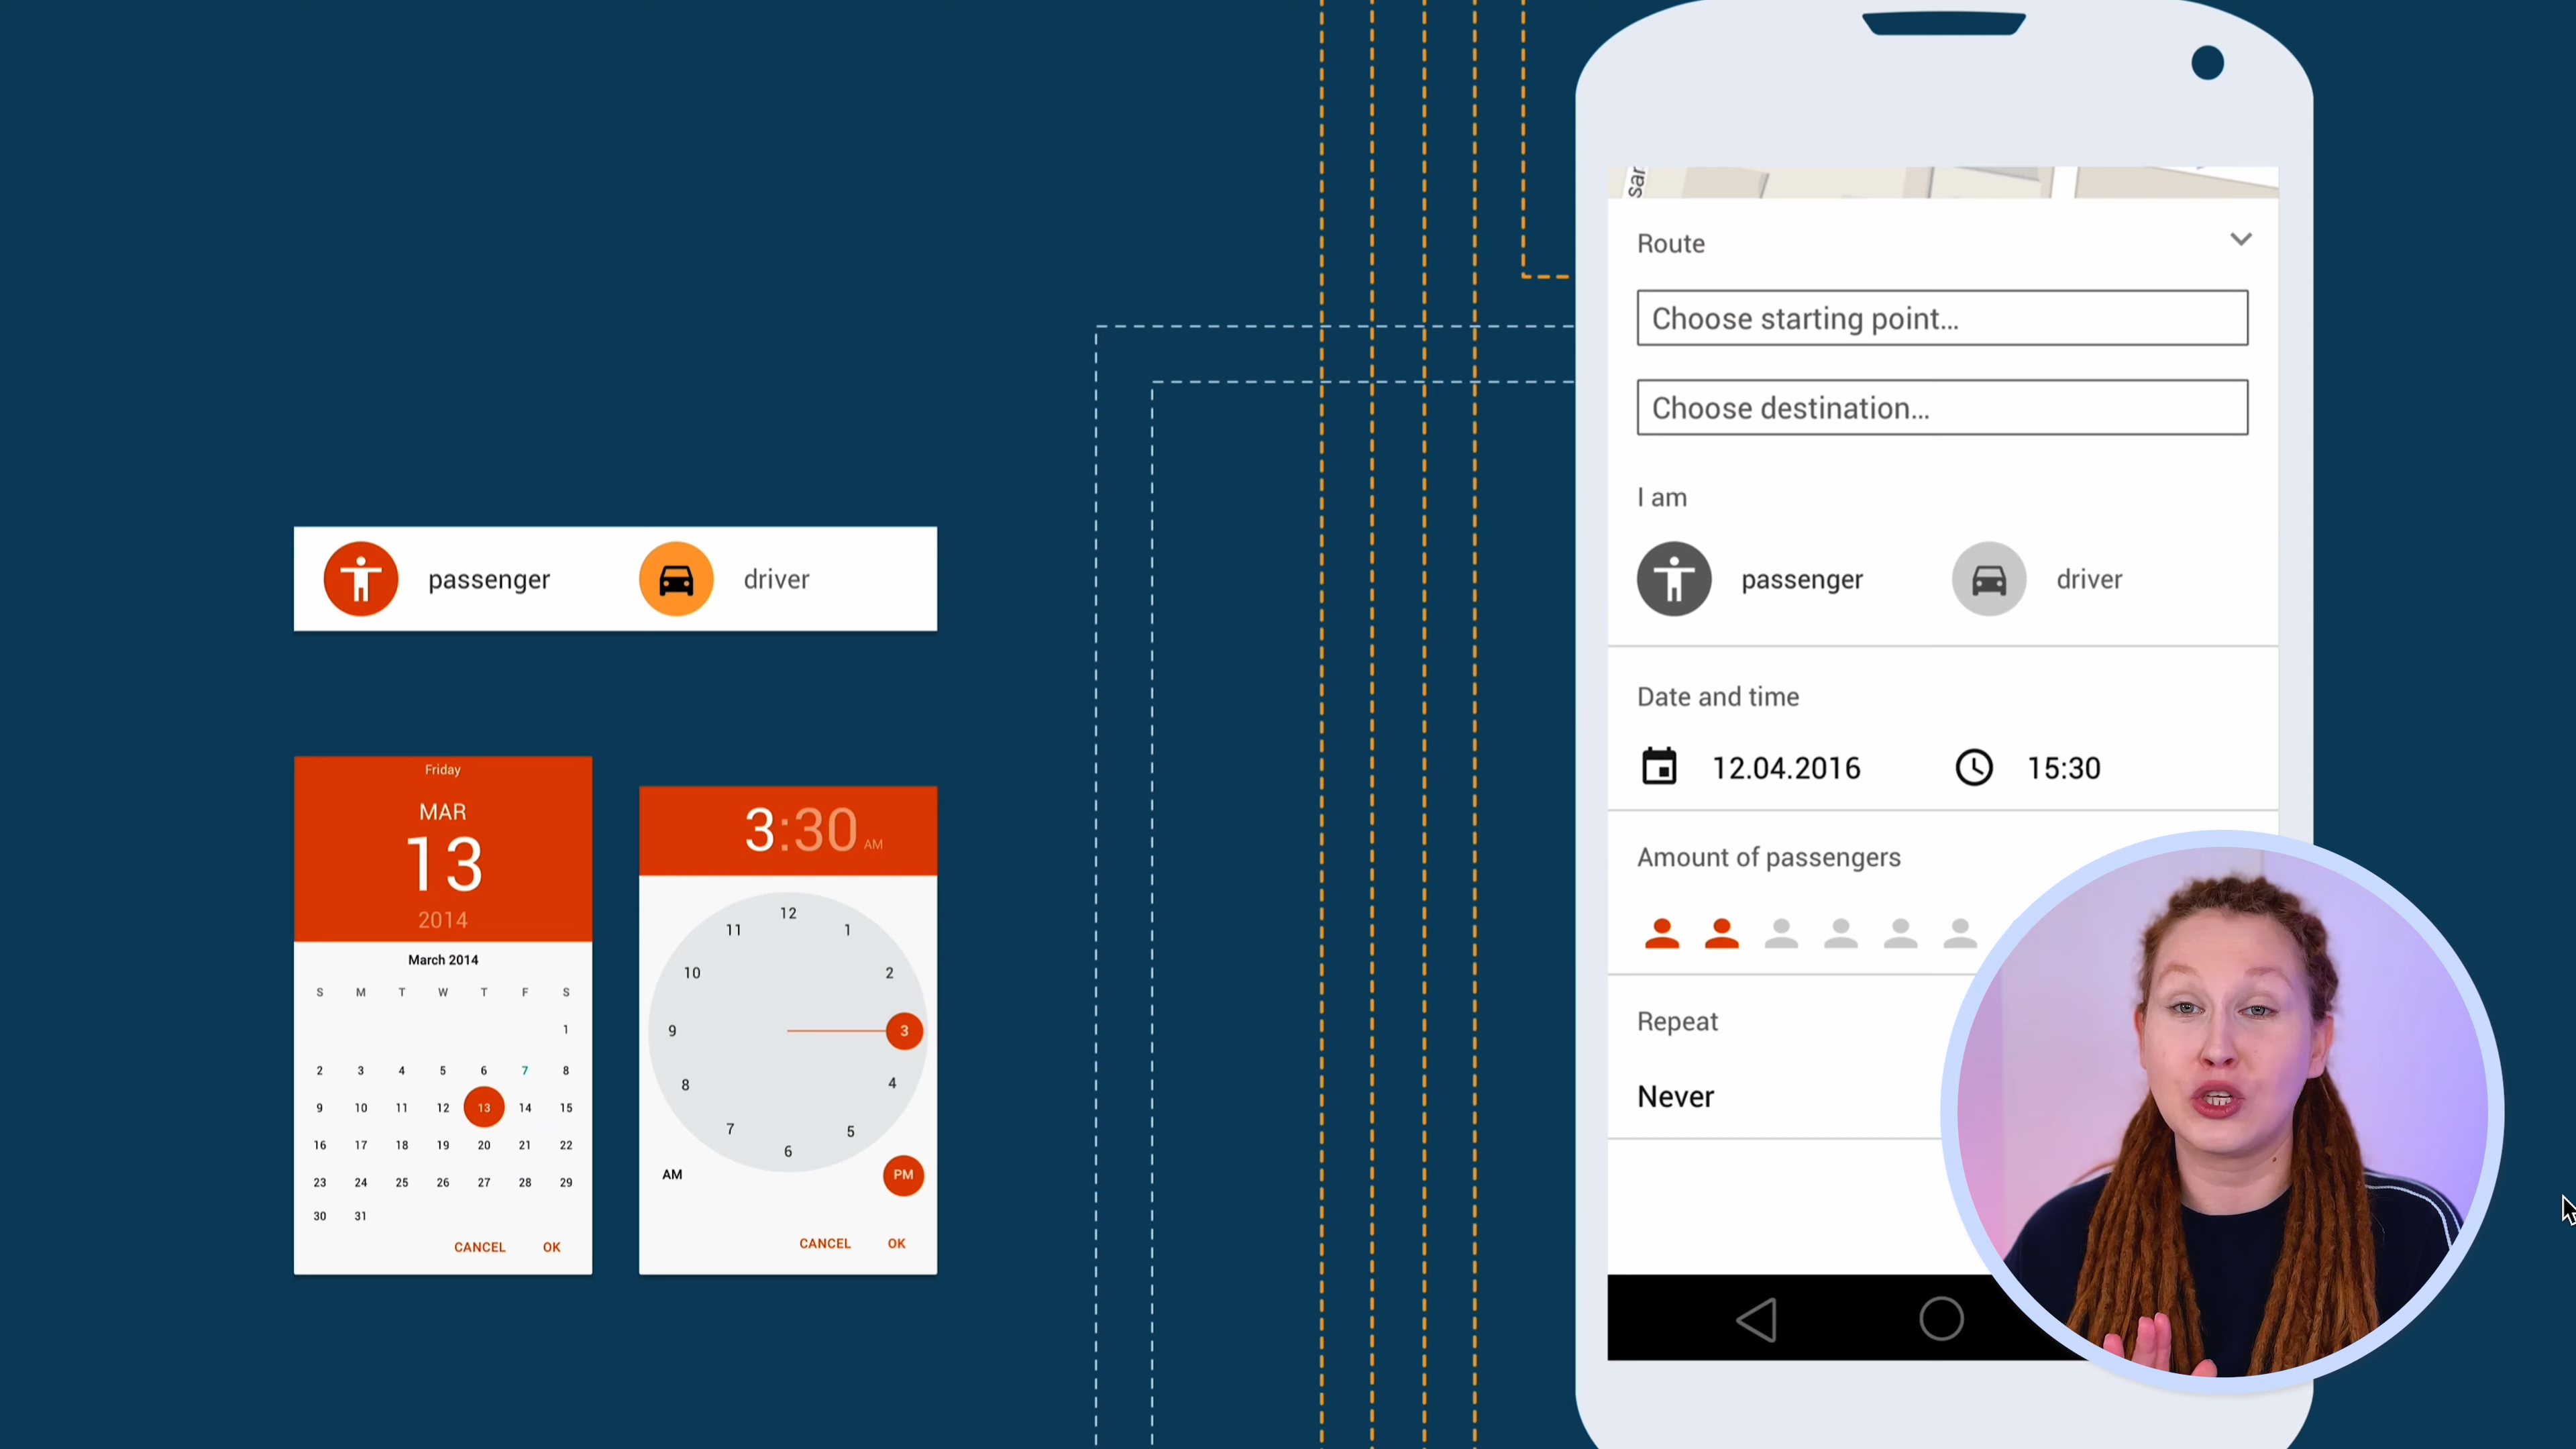 passenger
driver
Friday
MAR
13
2014
March 2014
S M T W T F S
1
2 3 4 5 6 7 8
9 10 11 12 13 14 15
16 17 18 19 20 21 22
23 24 25 26 27 28 29
30 31
CANCEL OK
3:30 AM
12
11 1
10 2
9 3
8 4
7 5
6
AM PM
CANCEL OK
sar
Route
Choose starting point...
Choose destination...
I am
passenger
driver
Date and time
12.04.2016
15:30
Amount of passengers
Repeat
Never